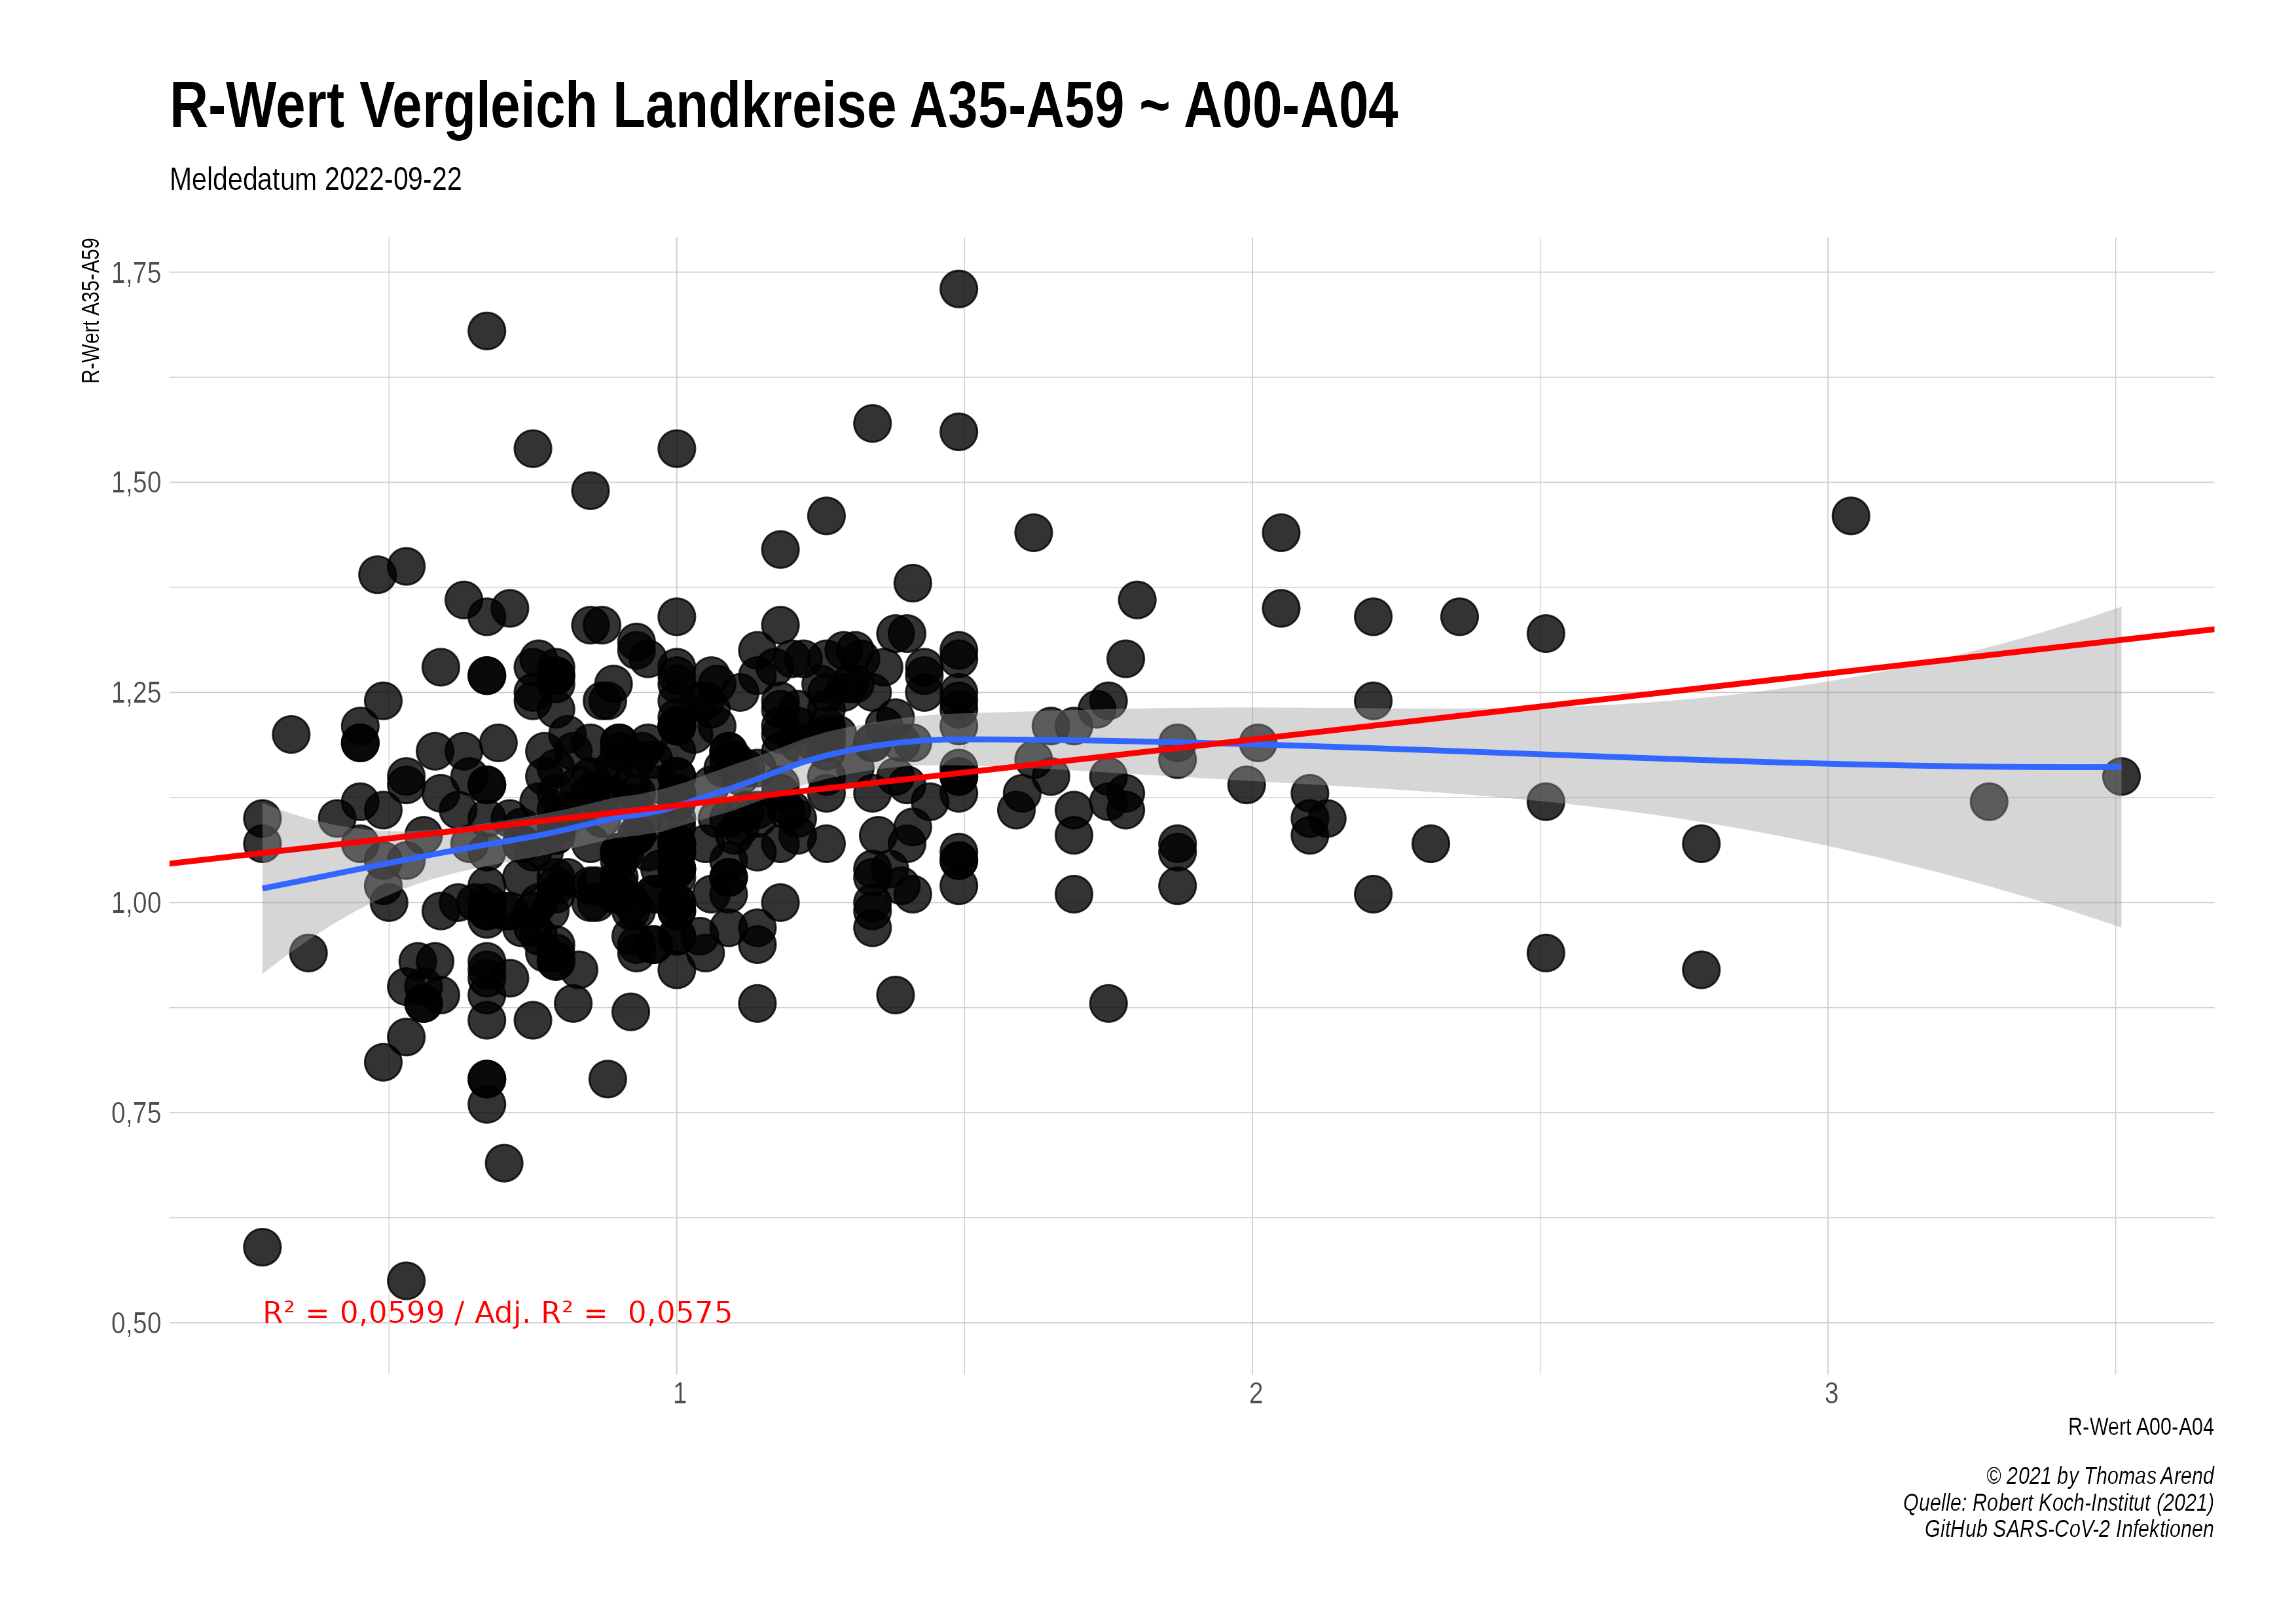 R-Wert Vergleich Landkreise A35-A59 ~ A00-A04
Meldedatum 2022-09-22
R-Wert A35-A59
1,75
1,50
1,25
1,00
0,75
0,50
R² = 0,0599 / Adj. R² = 0,0575
1
2
3
R-Wert A00-A04
© 2021 by Thomas Arend
Quelle: Robert Koch-Institut (2021)
GitHub SARS-CoV-2 Infektionen